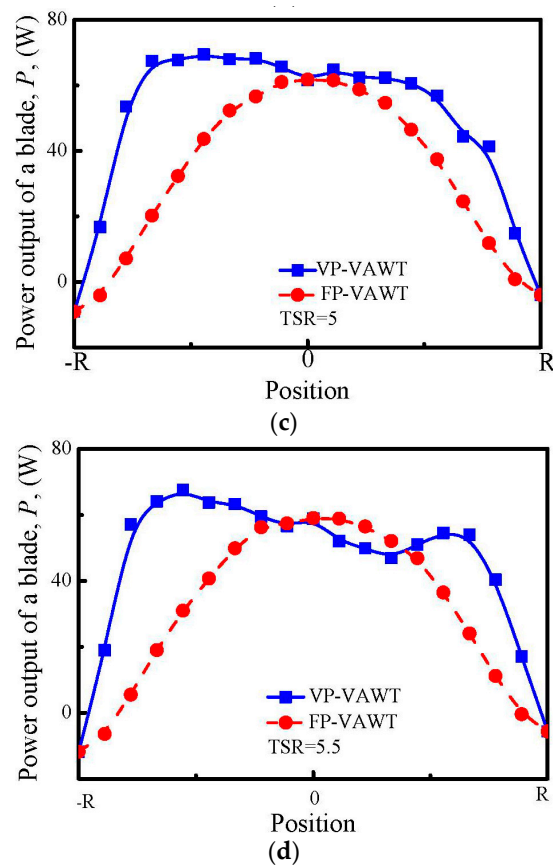 80
40
0
Power output of a blade, P, (W)
VP-VAWT
FP-VAWT
TSR=5
-R
0
R
Position
(c)
80
40
0
Power output of a blade, P, (W)
VP-VAWT
FP-VAWT
TSR=5.5
-R
0
R
Position
(d)